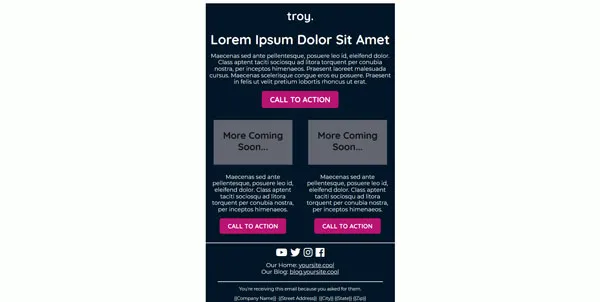 troy.
Lorem Ipsum Dolor Sit Amet
Maecenas sed ante pellentesque, posuere leo id, eleifend dolor.
Class aptent taciti sociosqu ad litora torquent per conubia
nostra, per inceptos himenaeos. Praesent laoreet malesuada
cursus. Maecenas scelerisque congue eros eu posuere. Praesent
in felis ut velit pretium lobortis rhoncus ut erat.
CALL TO ACTION
More Coming
Soon...
Maecenas sed ante
pellentesque, posuere leo id,
eleifend dolor. Class aptent
taciti sociosqu ad litora
torquent per conubia nostra,
per inceptos himenaeos.
CALL TO ACTION
More Coming
Soon...
Maecenas sed ante
pellentesque, posuere leo id,
eleifend dolor. Class aptent
taciti sociosqu ad litora
torquent per conubia nostra,
per inceptos himenaeos.
CALL TO ACTION
Our Home: yoursite.cool
Our Blog: blog.yoursite.cool
You're receiving this email because you asked for them.
{{Company Name}} {{Street Address}} {{City}} {{State}} {{Zip}}